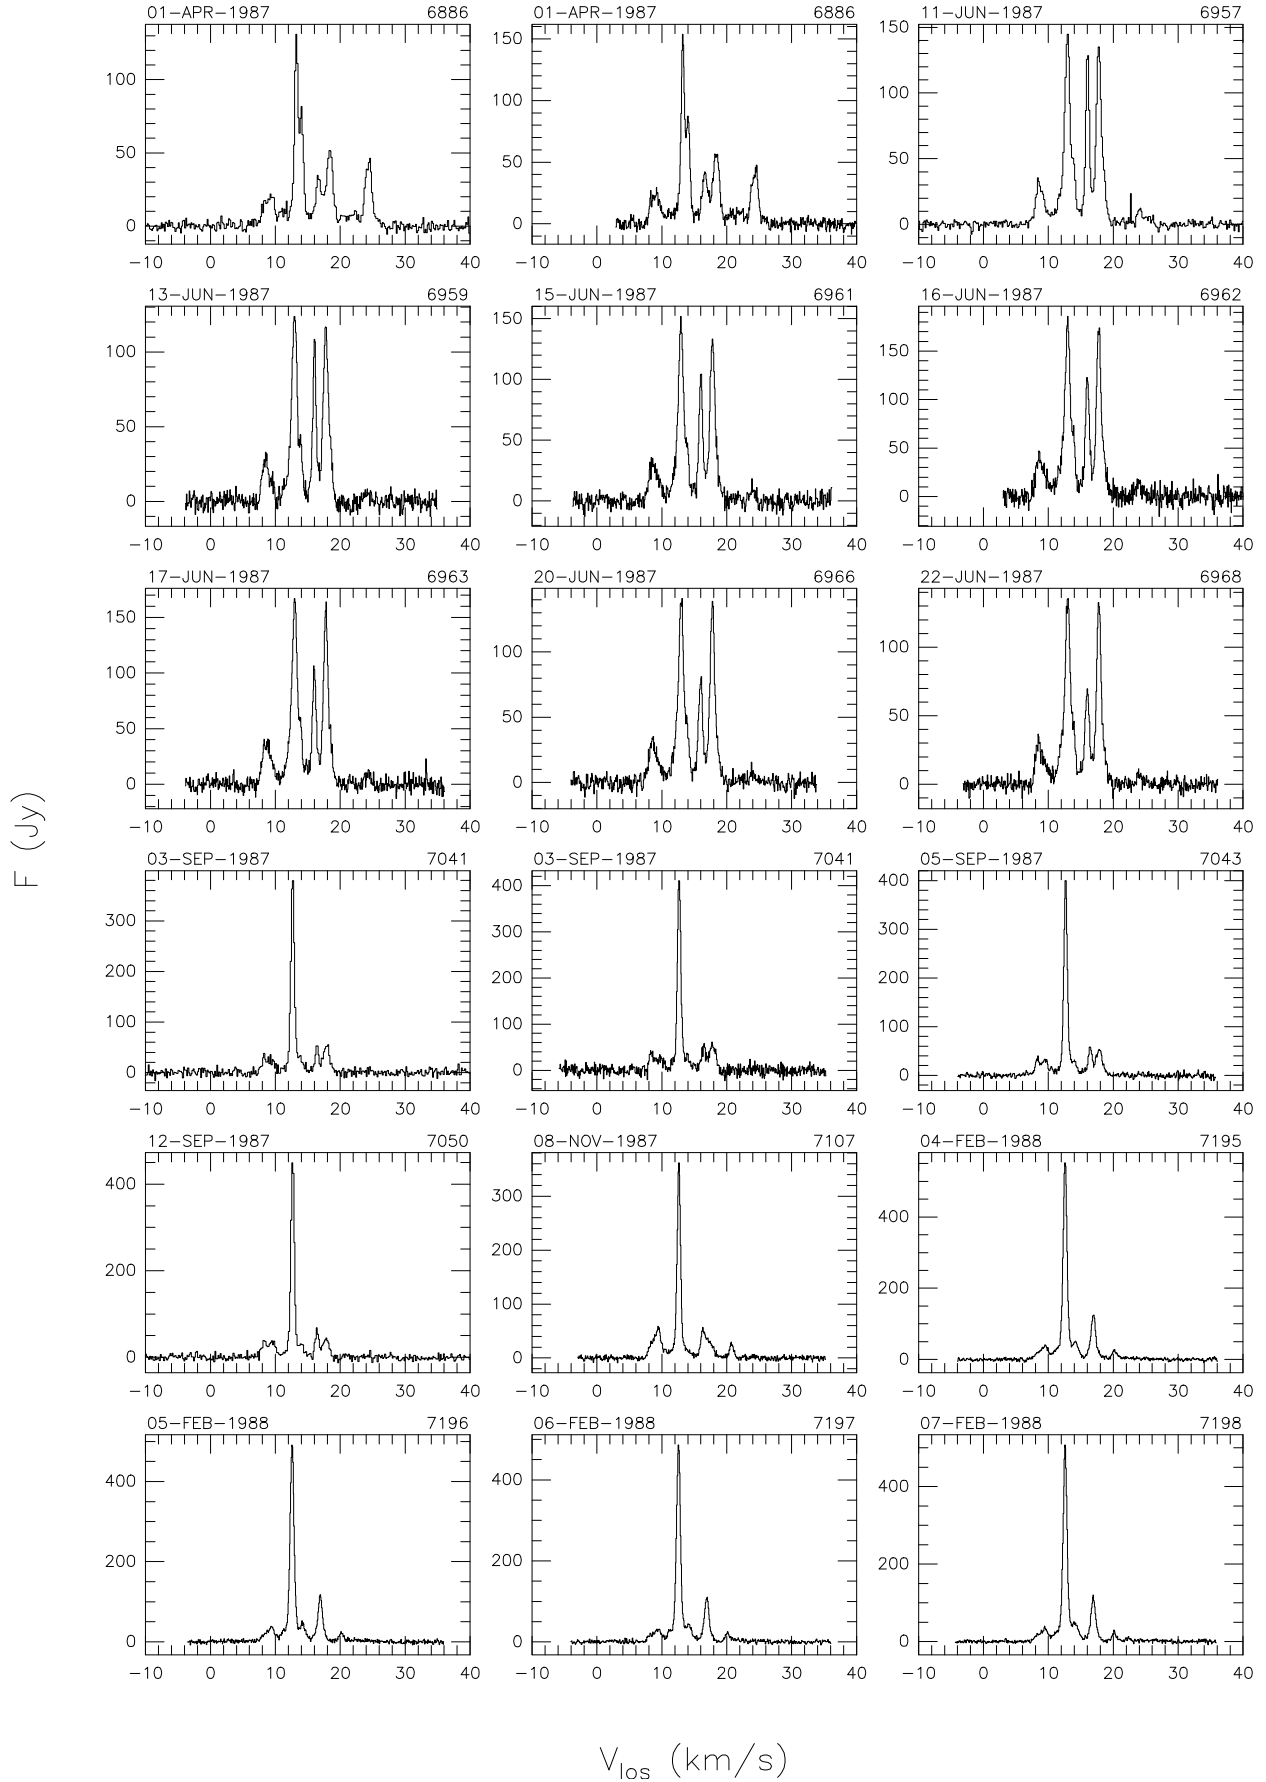 01-APR-1987 6886 01-APR-1987 6886 11-JUN-1987 6957
100 50 0
150 100 50 0
150 100 50 0
-10 0 10 20 30 40 -10 0 10 20 30 40 -10 0 10 20 30 40
13-JUN-1987 6959 15-JUN-1987 6961 16-JUN-1987 6962
100 50 0
150 100 50 0
150 100 50 0
-10 0 10 20 30 40 -10 0 10 20 30 40 -10 0 10 20 30 40
17-JUN-1987 6963 20-JUN-1987 6966 22-JUN-1987 6968
150 100 50 0
100 50 0
100 50 0
-10 0 10 20 30 40 -10 0 10 20 30 40 -10 0 10 20 30 40
F (Jy)
03-SEP-1987 7041 03-SEP-1987 7041 05-SEP-1987 7043
300 200 100 0
400 300 200 100 0
400 300 200 100 0
-10 0 10 20 30 40 -10 0 10 20 30 40 -10 0 10 20 30 40
12-SEP-1987 7050 08-NOV-1987 7107 04-FEB-1988 7195
400 200 0
300 200 100 0
400 200 0
-10 0 10 20 30 40 -10 0 10 20 30 40 -10 0 10 20 30 40
05-FEB-1988 7196 06-FEB-1988 7197 07-FEB-1988 7198
400 200 0
400 200 0
400 200 0
-10 0 10 20 30 40 -10 0 10 20 30 40 -10 0 10 20 30 40
V_los (km/s)